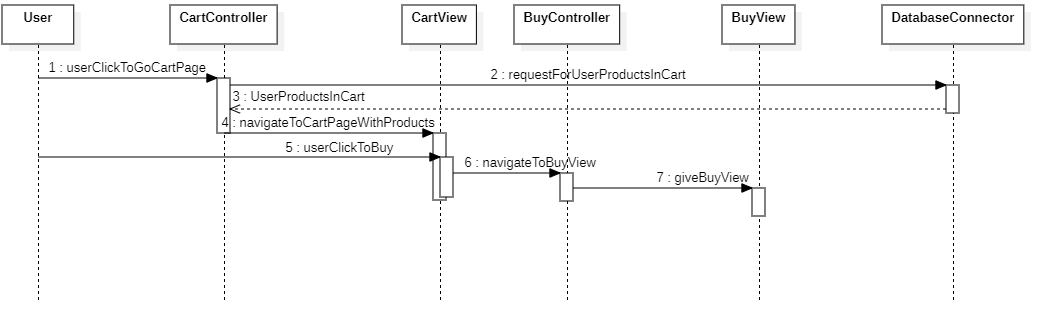 User
CartController
CartView
BuyController
BuyView
DatabaseConnector
1 : userClickToGoCartPage
2 : requestForUserProductsInCart
3 : UserProductsInCart
4 : navigateToCartPageWithProducts
5 : userClickToBuy
6 : navigateToBuyView
7 : giveBuyView